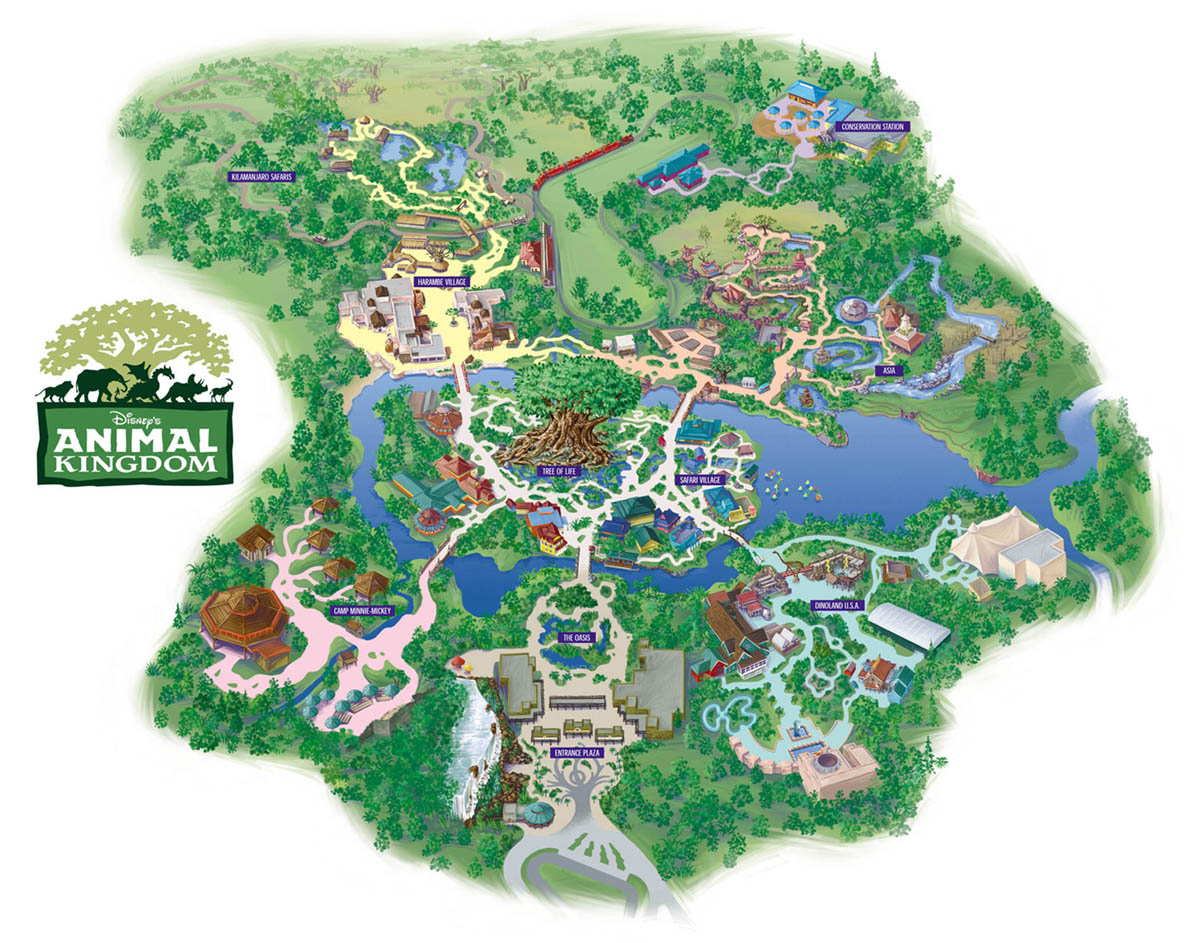 CONSERVATION STATION
KILAMANJARO SAFARIS
HARAMBE VILLAGE
ASIA
DISNEY'S
ANIMAL
KINGDOM
TREE OF LIFE
SAFARI VILLAGE
CAMP MINNIE-MICKEY
DINOLAND U.S.A.
THE OASIS
ENTRANCE PLAZA